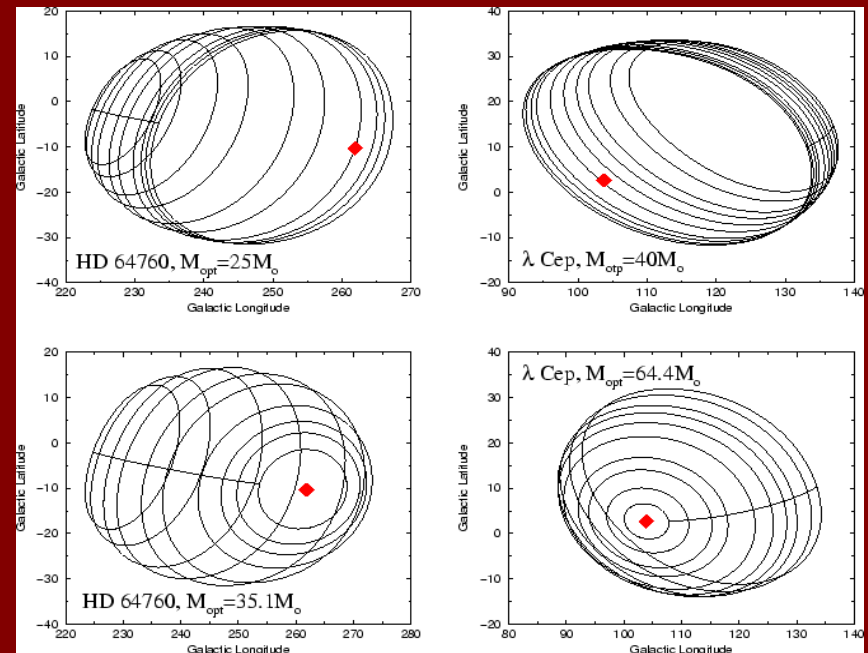 20
10
0
-10
-20
-30
-40
Galactic Latitude
HD 64760, M_opt=25M_o
220 230 240 250 260 270
Galactic Longitude
40
30
20
10
0
-10
-20
Galactic Latitude
λ Cep, M_otp=40M_o
90 100 110 120 130 140
Galactic Longitude
20
10
0
-10
-20
-30
-40
Galactic Latitude
HD 64760, M_opt=35.1M_o
220 230 240 250 260 270 280
Galactic Longitude
40
30
20
10
0
-10
-20
Galactic Latitude
λ Cep, M_opt=64.4M_o
80 90 100 110 120 130 140
Galactic Longitude